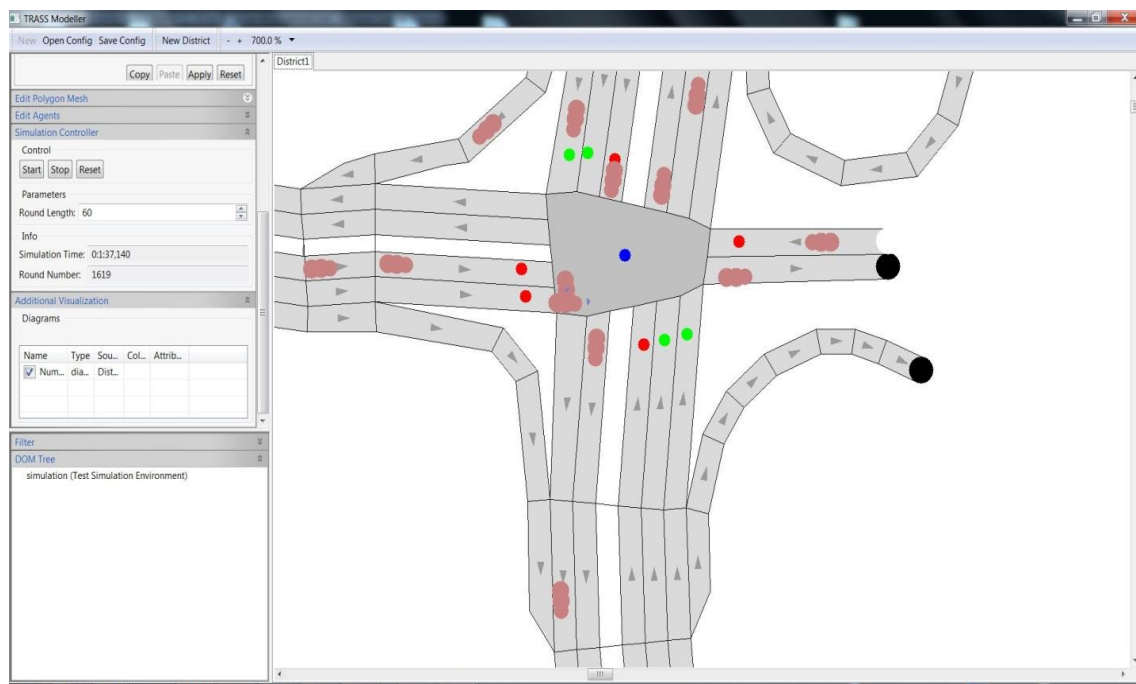 TRASS Modeller
New Open Config Save Config New District - + 700.0 %
District1
Copy Paste Apply Reset
Edit Polygon Mesh
Edit Agents
Simulation Controller
Control
Start Stop Reset
Parameters
Round Length: 60
Info
Simulation Time: 0:1:37,140
Round Number: 1619
Additional Visualization
Diagrams
Name Type Sou... Col... Attrib...
Num... dia... Dist...
Filter
DOM Tree
simulation (Test Simulation Environment)